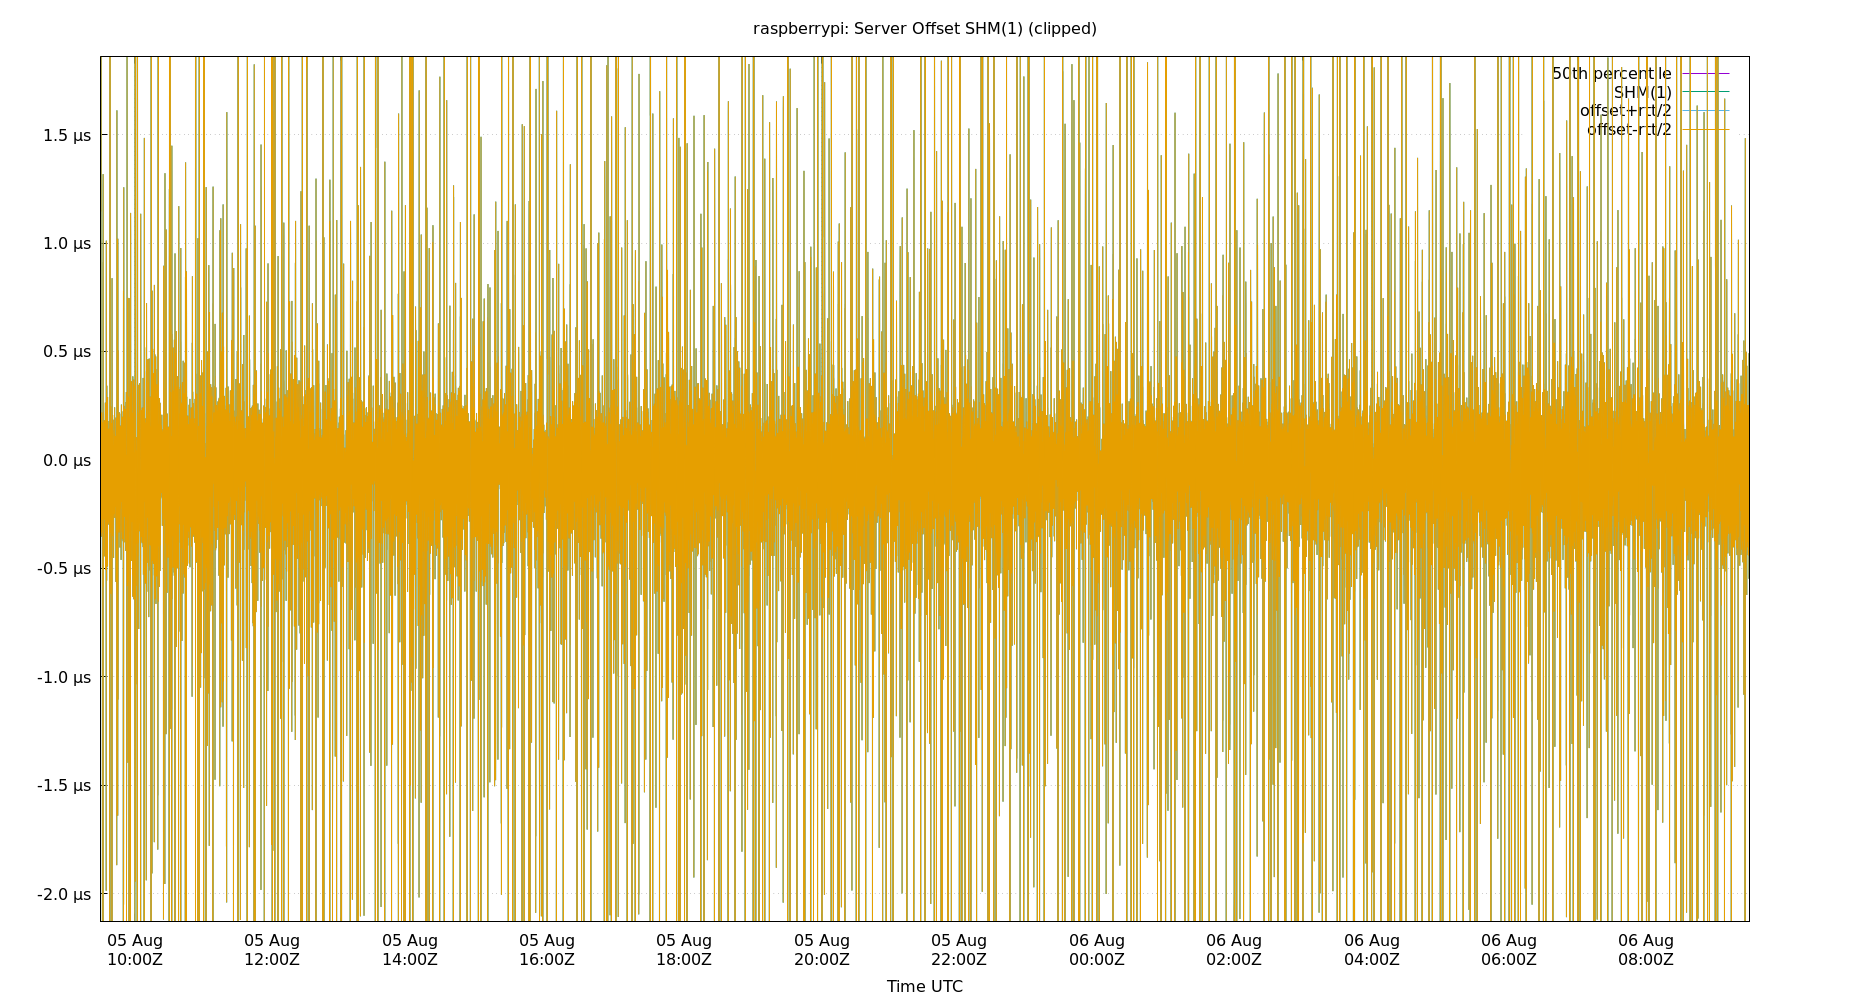 raspberrypi: Server Offset SHM(1) (clipped)
50th percentile
SHM(1)
offset+rtt/2
offset-rtt/2
1.5 µs
1.0 µs
0.5 µs
0.0 µs
-0.5 µs
-1.0 µs
-1.5 µs
-2.0 µs
05 Aug 05 Aug 05 Aug 05 Aug 05 Aug 05 Aug 05 Aug 06 Aug 06 Aug 06 Aug 06 Aug 06 Aug
10:00Z 12:00Z 14:00Z 16:00Z 18:00Z 20:00Z 22:00Z 00:00Z 02:00Z 04:00Z 06:00Z 08:00Z
Time UTC